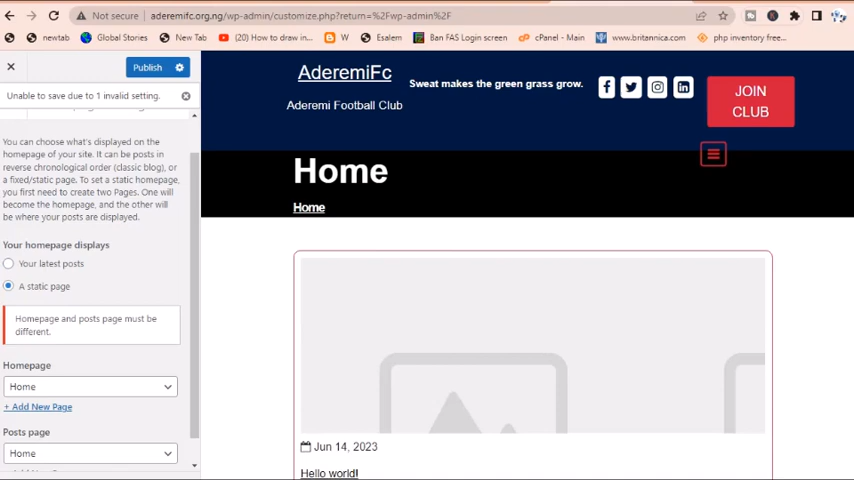 Not secure | aderemifc.org.ng/wp-admin/customize.php?return=%2Fwp-admin%2F
newtab
Global Stories
New Tab
(20) How to draw in...
Esalem
Ban FAS Login screen
cPanel - Main
www.britannica.com
php inventory free...
Publish
Unable to save due to 1 invalid setting.
You can choose what's displayed on the
homepage of your site. It can be posts in
reverse chronological order (classic blog), or
a fixed/static page. To set a static homepage,
you first need to create two Pages. One will
become the homepage, and the other will
be where your posts are displayed.
Your homepage displays
Your latest posts
A static page
Homepage and posts page must be
different.
Homepage
Home
+ Add New Page
Posts page
Home
AderemiFc
Aderemi Football Club
Sweat makes the green grass grow.
JOIN
CLUB
Home
Home
Jun 14, 2023
Hello world!